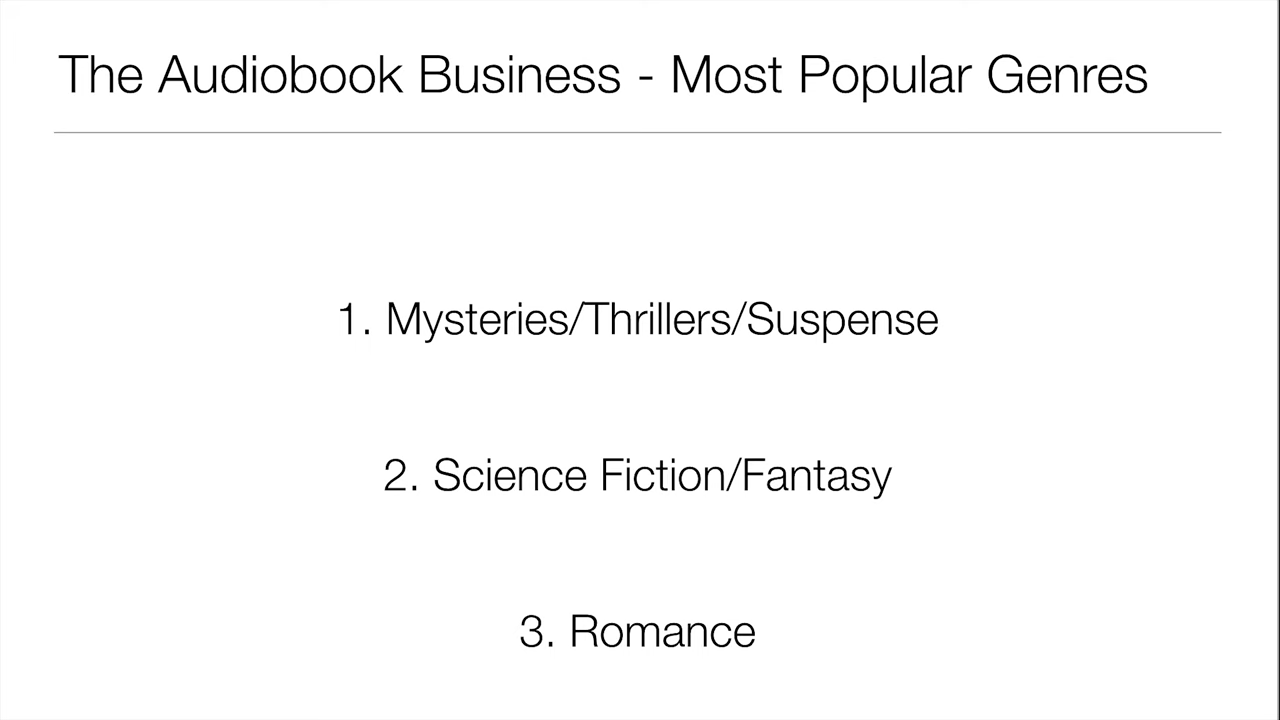 The Audiobook Business - Most Popular Genres
1. Mysteries/Thrillers/Suspense
2. Science Fiction/Fantasy
3. Romance